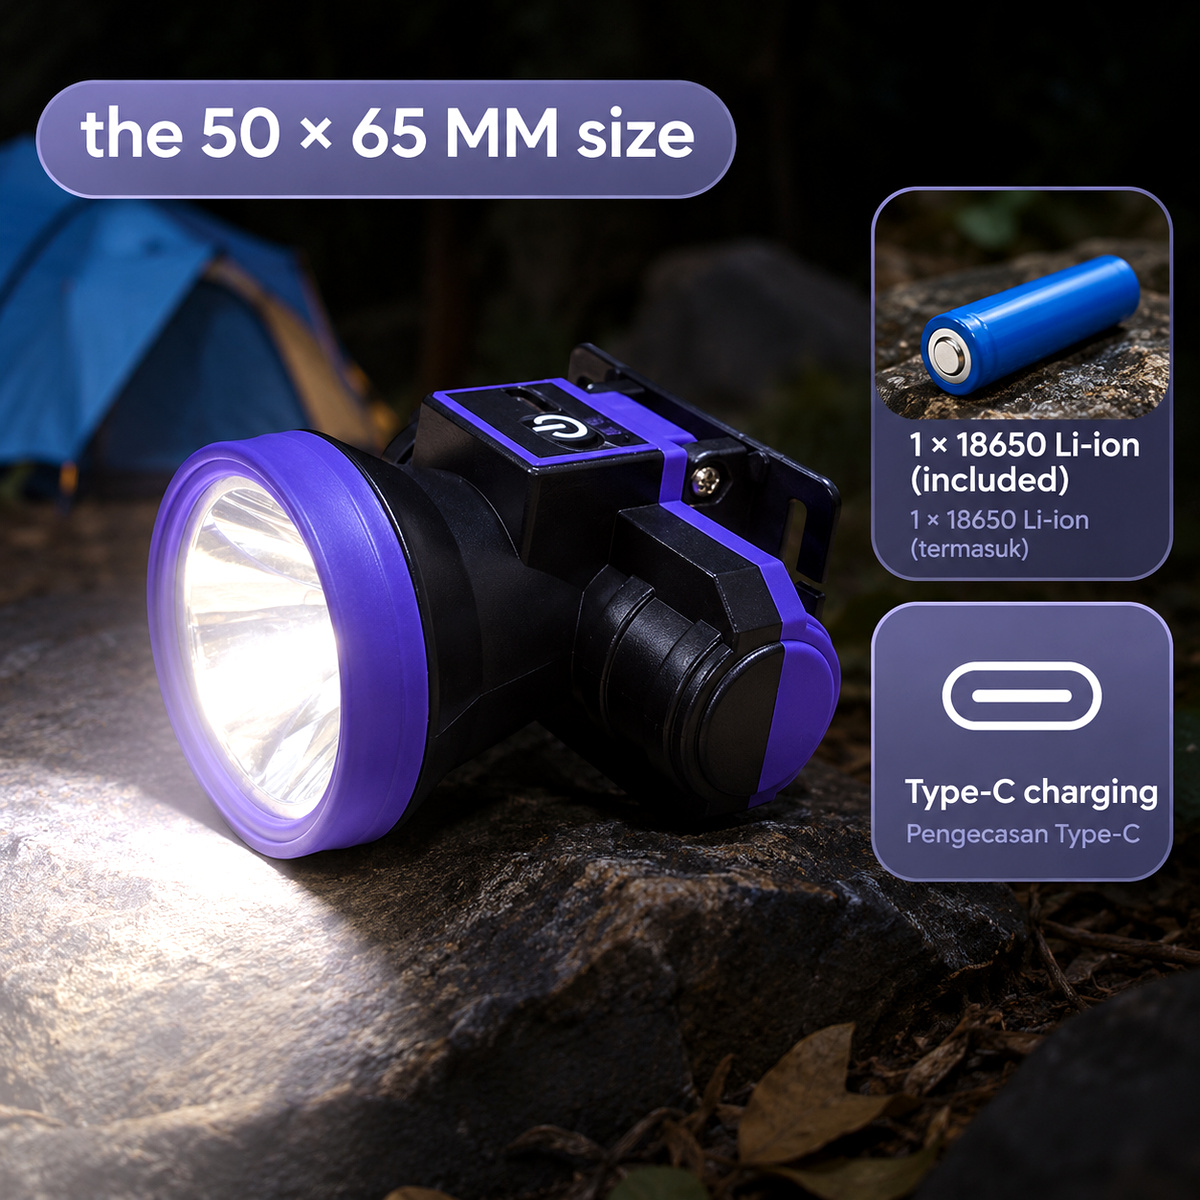 the 50 × 65 MM size
1 × 18650 Li-ion
(included)
1 × 18650 Li-ion
(termasuk)
Type-C charging
Pengecasan Type-C